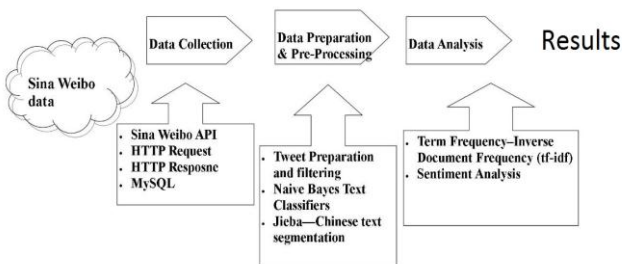 Sina Weibo
data
Data Collection
Data Preparation
& Pre-Processing
Data Analysis
Results
• Sina Weibo API
• HTTP Request
• HTTP Resposne
• MySQL
• Tweet Preparation
and filtering
• Naive Bayes Text
Classifiers
• Jieba—Chinese text
segmentation
• Term Frequency–Inverse
Document Frequency (tf-idf)
• Sentiment Analysis